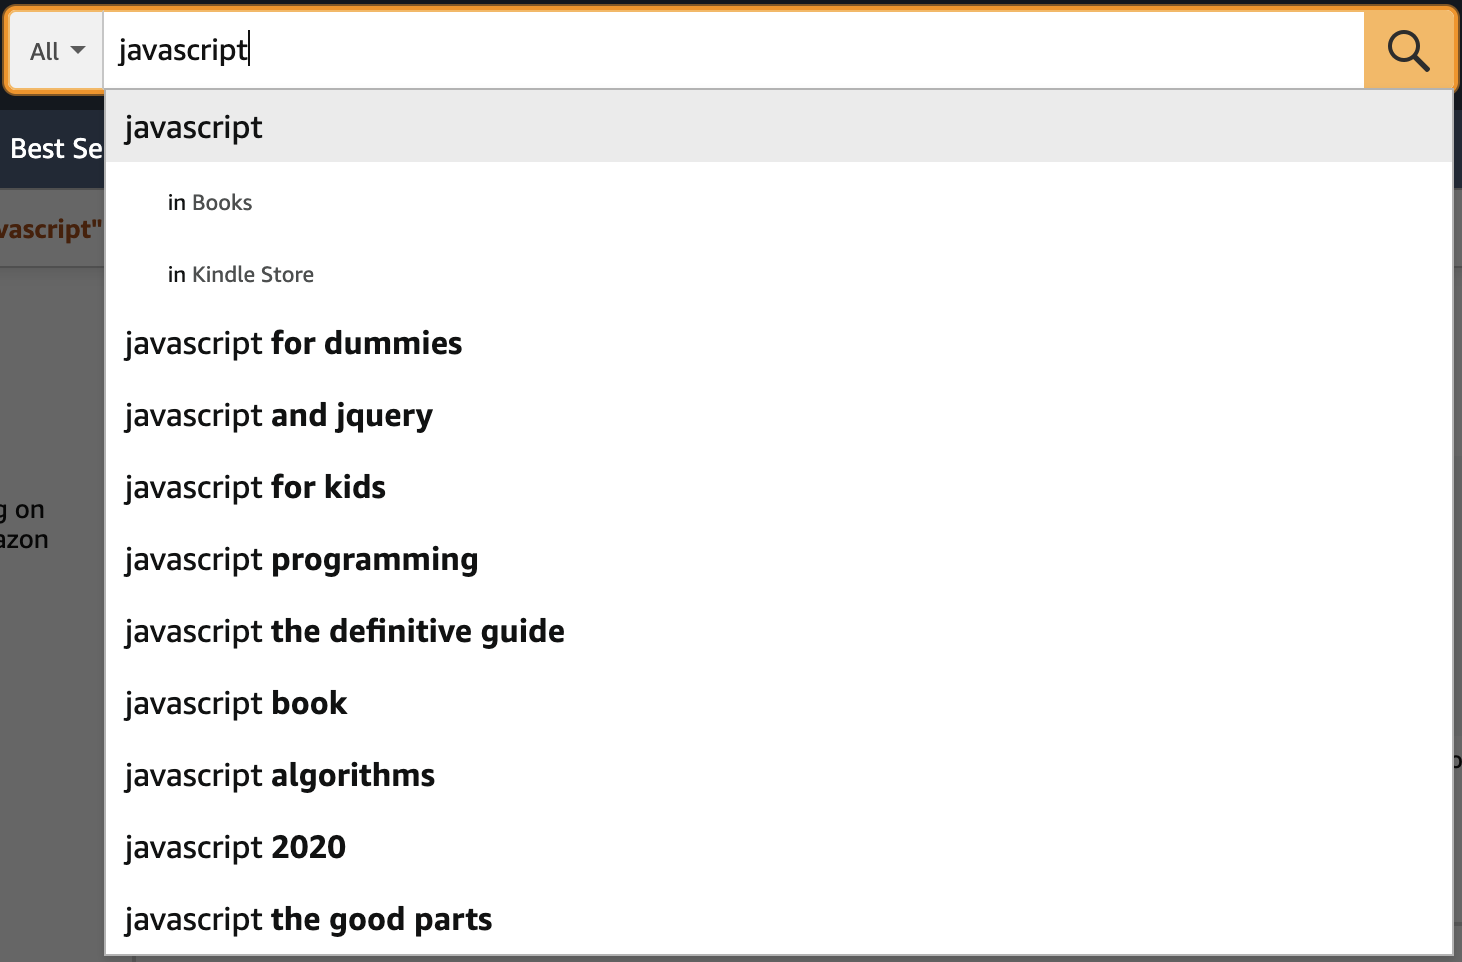 All
javascript
javascript
Best Se
vascript"
in Books
in Kindle Store
javascript for dummies
javascript and jquery
javascript for kids
g on
azon
javascript programming
javascript the definitive guide
javascript book
javascript algorithms
javascript 2020
javascript the good parts